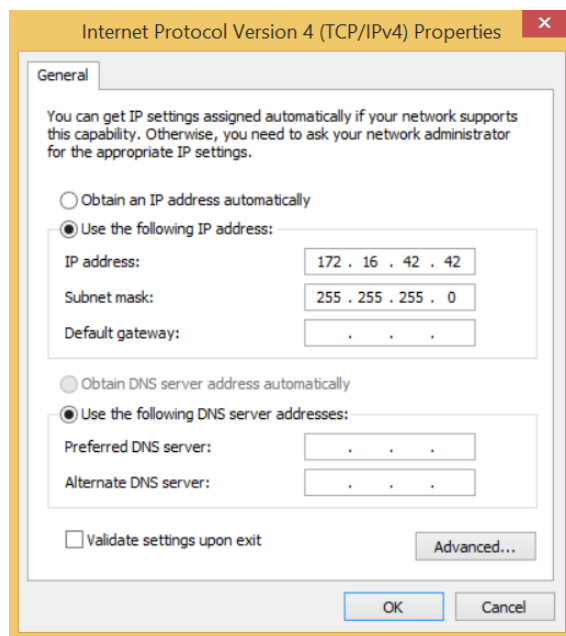 Internet Protocol Version 4 (TCP/IPv4) Properties
General
You can get IP settings assigned automatically if your network supports
this capability. Otherwise, you need to ask your network administrator
for the appropriate IP settings.
Obtain an IP address automatically
Use the following IP address:
IP address: 172 . 16 . 42 . 42
Subnet mask: 255 . 255 . 255 . 0
Default gateway: . . .
Obtain DNS server address automatically
Use the following DNS server addresses:
Preferred DNS server: . . .
Alternate DNS server: . . .
Validate settings upon exit
Advanced...
OK Cancel